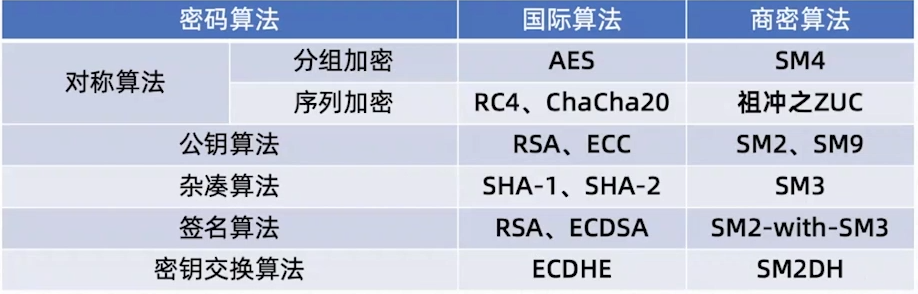 密码算法 国际算法 商密算法
对称算法 分组加密 AES SM4
序列加密 RC4、ChaCha20 祖冲之ZUC
公钥算法 RSA、ECC SM2、SM9
杂凑算法 SHA-1、SHA-2 SM3
签名算法 RSA、ECDSA SM2-with-SM3
密钥交换算法 ECDHE SM2DH